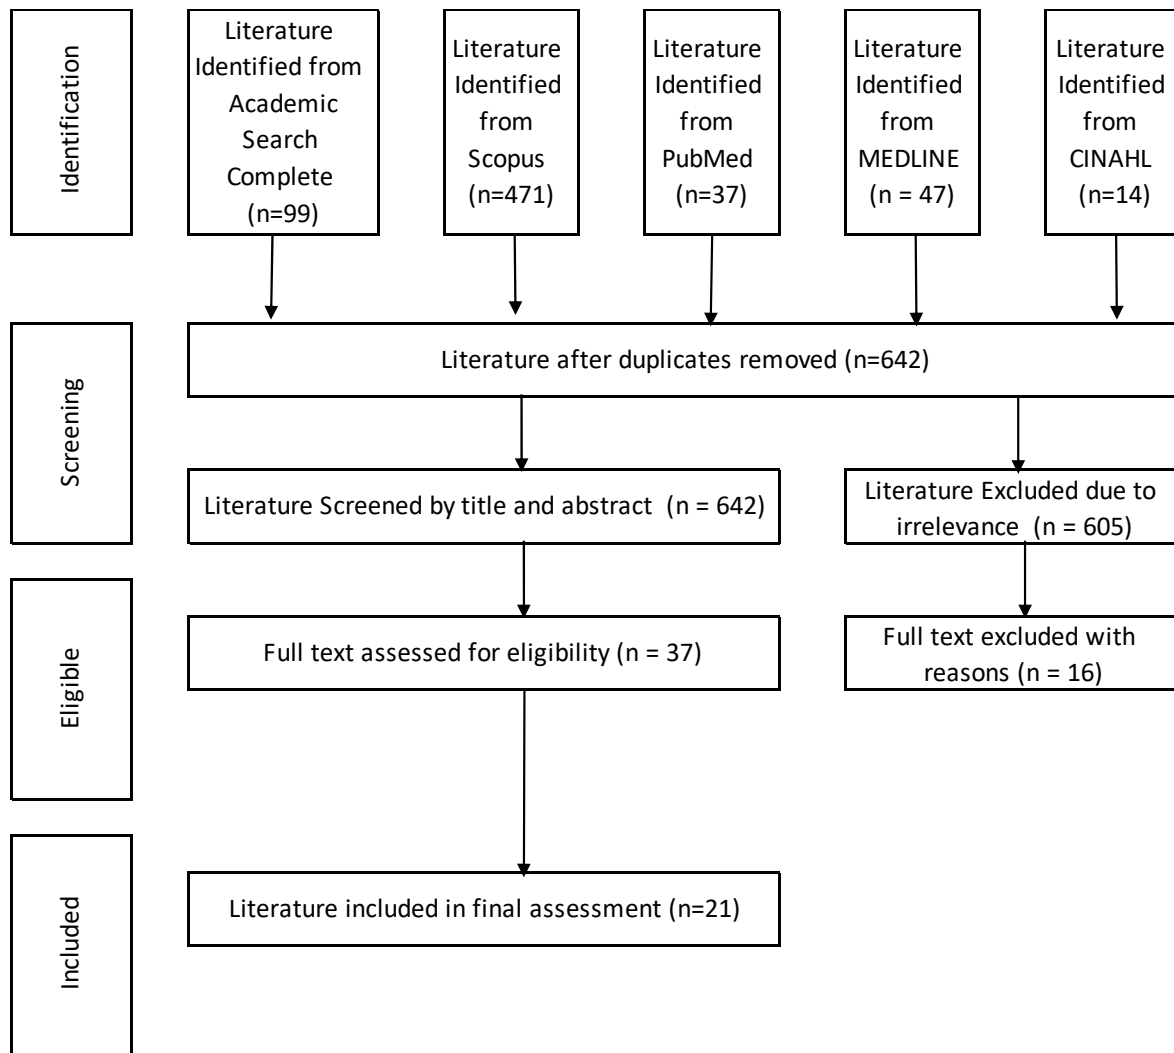 Identification
Literature
Identified from
Academic
Search
Complete
(n=99)
Literature
Identified
from
Scopus
(n=471)
Literature
Identified
from
PubMed
(n=37)
Literature
Identified
from
MEDLINE
(n = 47)
Literature
Identified
from
CINAHL
(n=14)
Screening
Literature after duplicates removed (n=642)
Literature Screened by title and abstract  (n = 642)
Literature Excluded due to
irrelevance  (n = 605)
Eligible
Full text assessed for eligibility (n = 37)
Full text excluded with
reasons (n = 16)
Included
Literature included in final assessment (n=21)